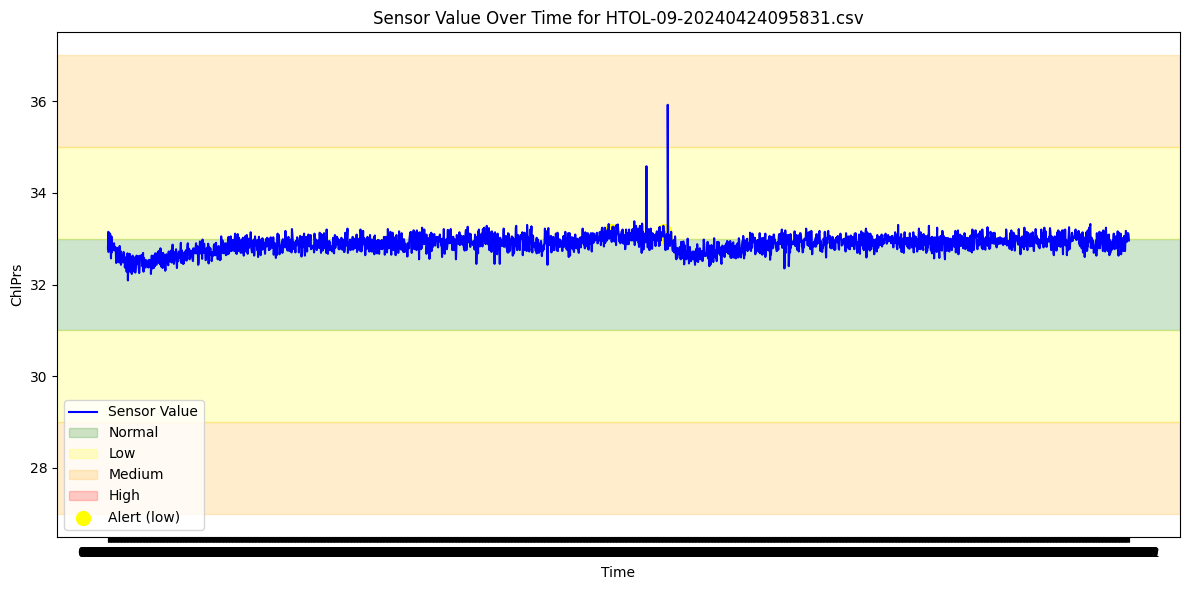 Sensor Value Over Time for HTOL-09-20240424095831.csv
36
34
32
30
28
ChlPrs
Sensor Value
Normal
Low
Medium
High
Alert (low)
Time